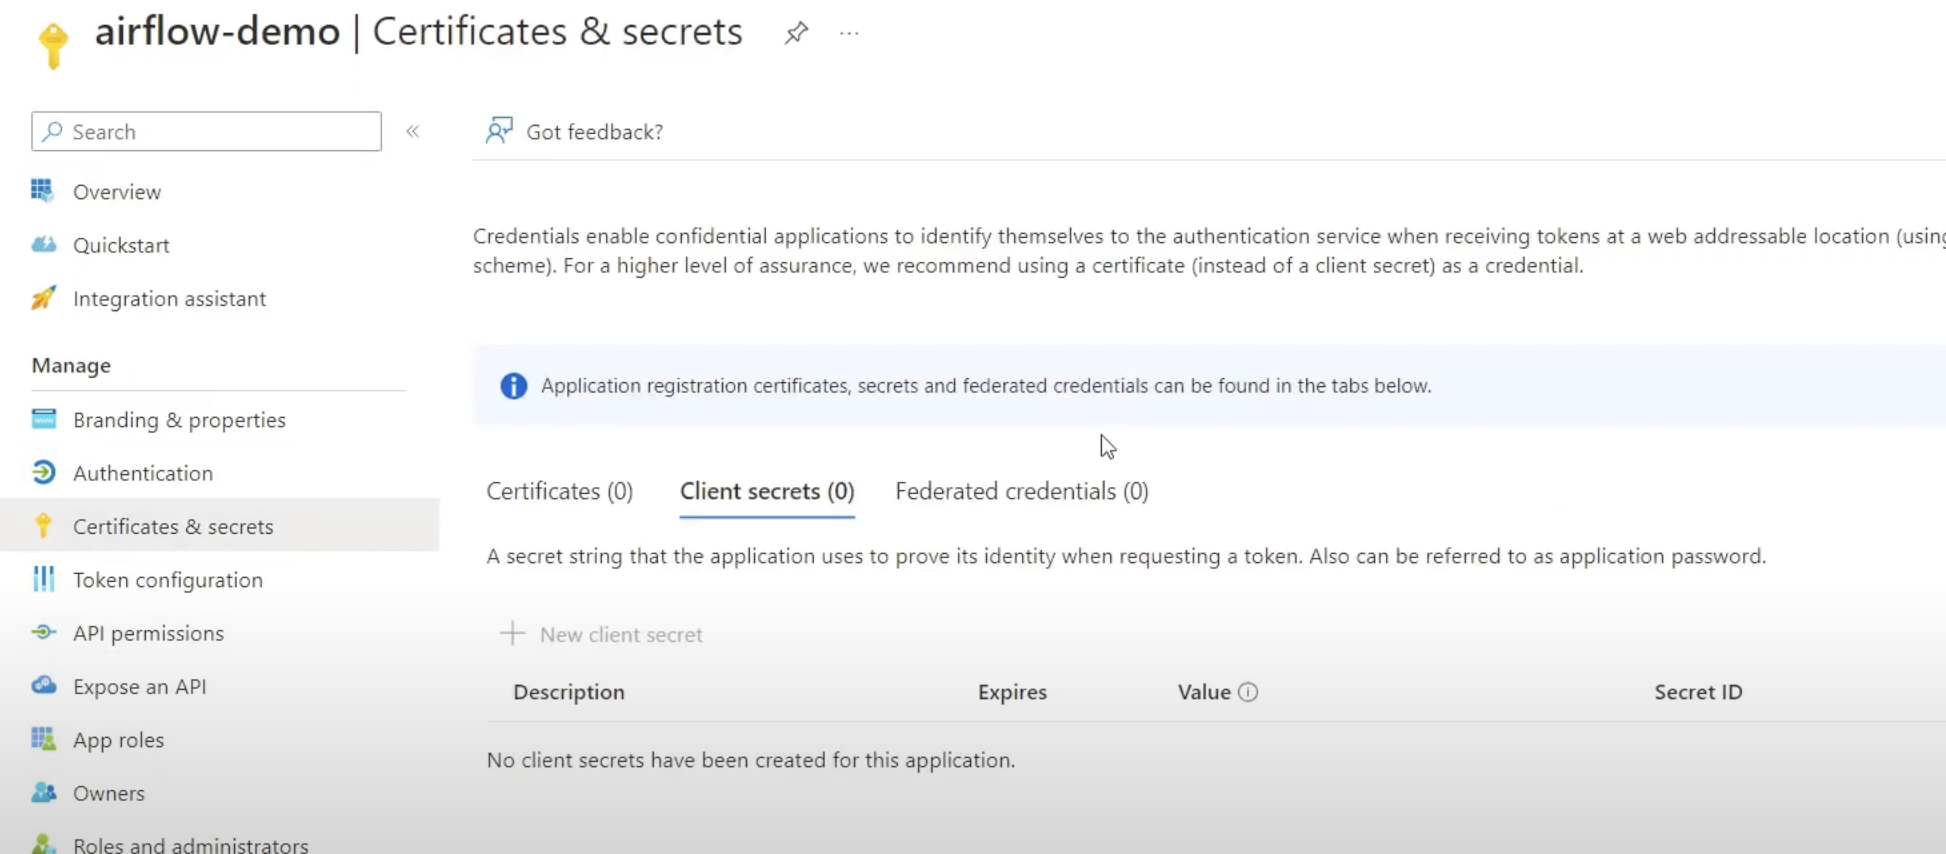 airflow-demo | Certificates & secrets
Search
Got feedback?
Overview
Quickstart
Integration assistant
Manage
Branding & properties
Authentication
Certificates & secrets
Token configuration
API permissions
Expose an API
App roles
Owners
Roles and administrators
Credentials enable confidential applications to identify themselves to the authentication service when receiving tokens at a web addressable location (using
scheme). For a higher level of assurance, we recommend using a certificate (instead of a client secret) as a credential.
Application registration certificates, secrets and federated credentials can be found in the tabs below.
Certificates (0) Client secrets (0) Federated credentials (0)
A secret string that the application uses to prove its identity when requesting a token. Also can be referred to as application password.
New client secret
Description Expires Value Secret ID
No client secrets have been created for this application.